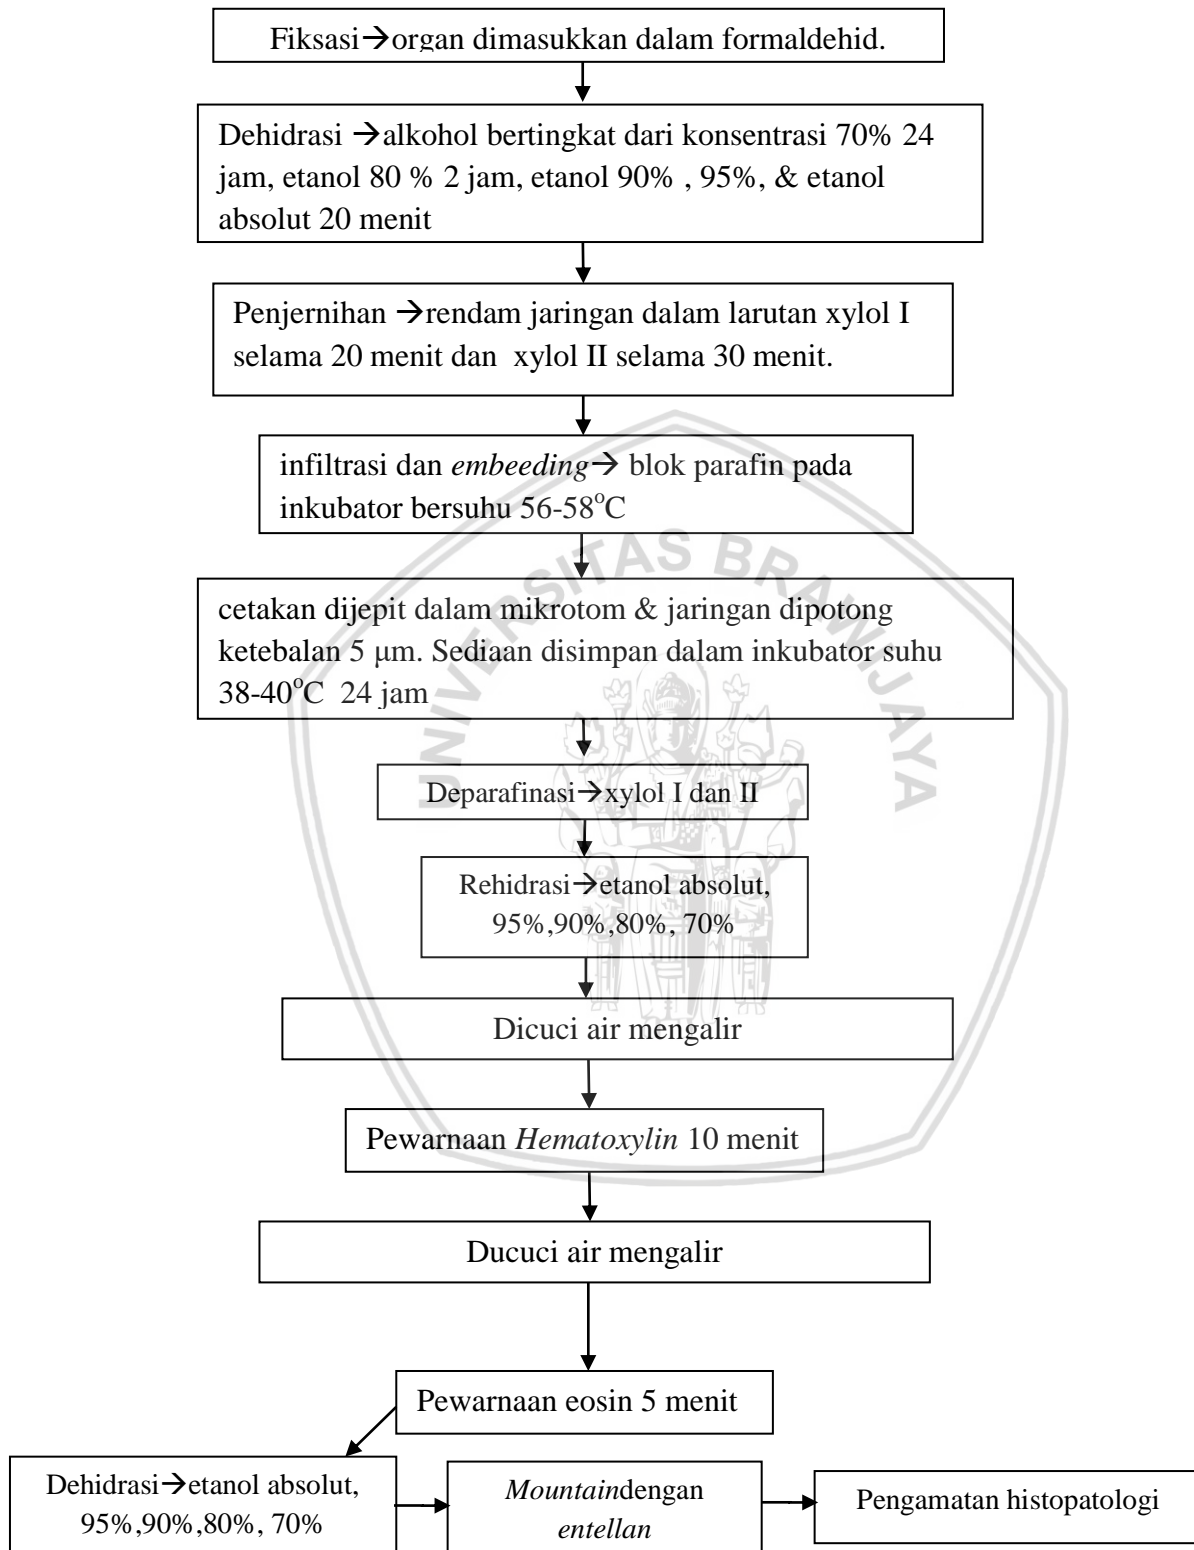 Fiksasi→organ dimasukkan dalam formaldehid.
Dehidrasi →alkohol bertingkat dari konsentrasi 70% 24
jam, etanol 80 % 2 jam, etanol 90% , 95%, & etanol
absolut 20 menit
Penjernihan →rendam jaringan dalam larutan xylol I
selama 20 menit dan xylol II selama 30 menit.
infiltrasi dan embeeding→ blok parafin pada
inkubator bersuhu 56-58°C
UNIVERSITAS BRAWIJAYA
cetakan dijepit dalam mikrotom & jaringan dipotong
ketebalan 5 μm. Sediaan disimpan dalam inkubator suhu
38-40°C 24 jam
Deparafinasi→xylol I dan II
Rehidrasi→etanol absolut,
95%,90%,80%, 70%
Dicuci air mengalir
Pewarnaan Hematoxylin 10 menit
Ducuci air mengalir
Pewarnaan eosin 5 menit
Dehidrasi→etanol absolut,
95%,90%,80%, 70%
Mountaindengan
entellan
Pengamatan histopatologi